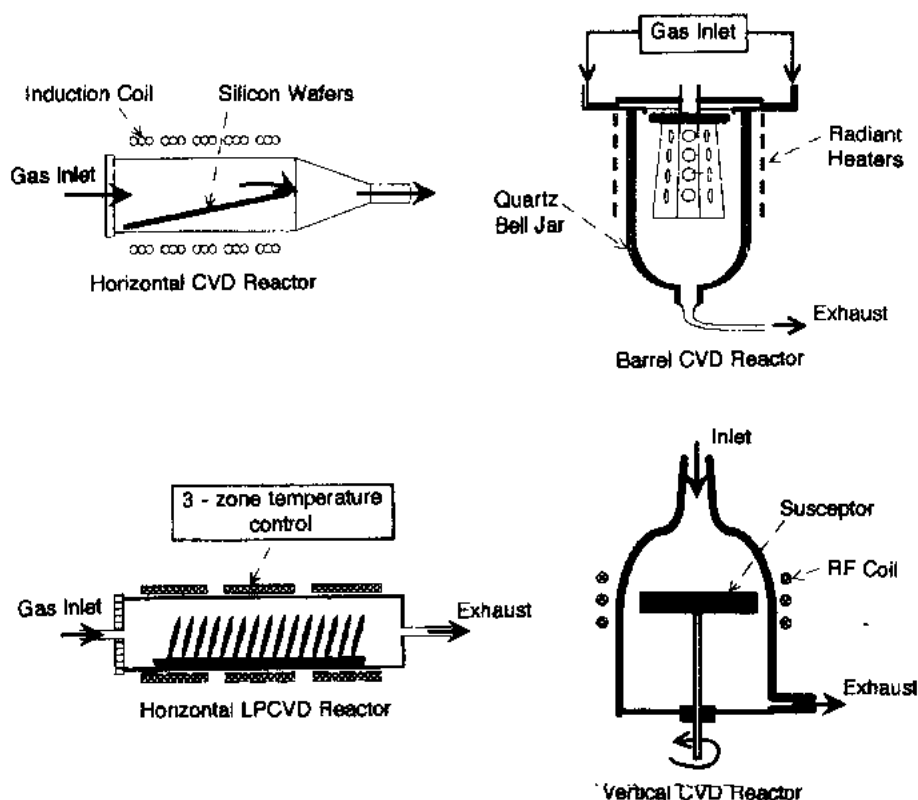 Induction Coil
Silicon Wafers
Gas Inlet
Horizontal CVD Reactor
Gas Inlet
Radiant
Heaters
Quartz
Bell Jar
Exhaust
Barrel CVD Reactor
3 - zone temperature
control
Gas Inlet
Exhaust
Horizontal LPCVD Reactor
Inlet
Susceptor
RF Coil
Exhaust
Vertical CVD Reactor